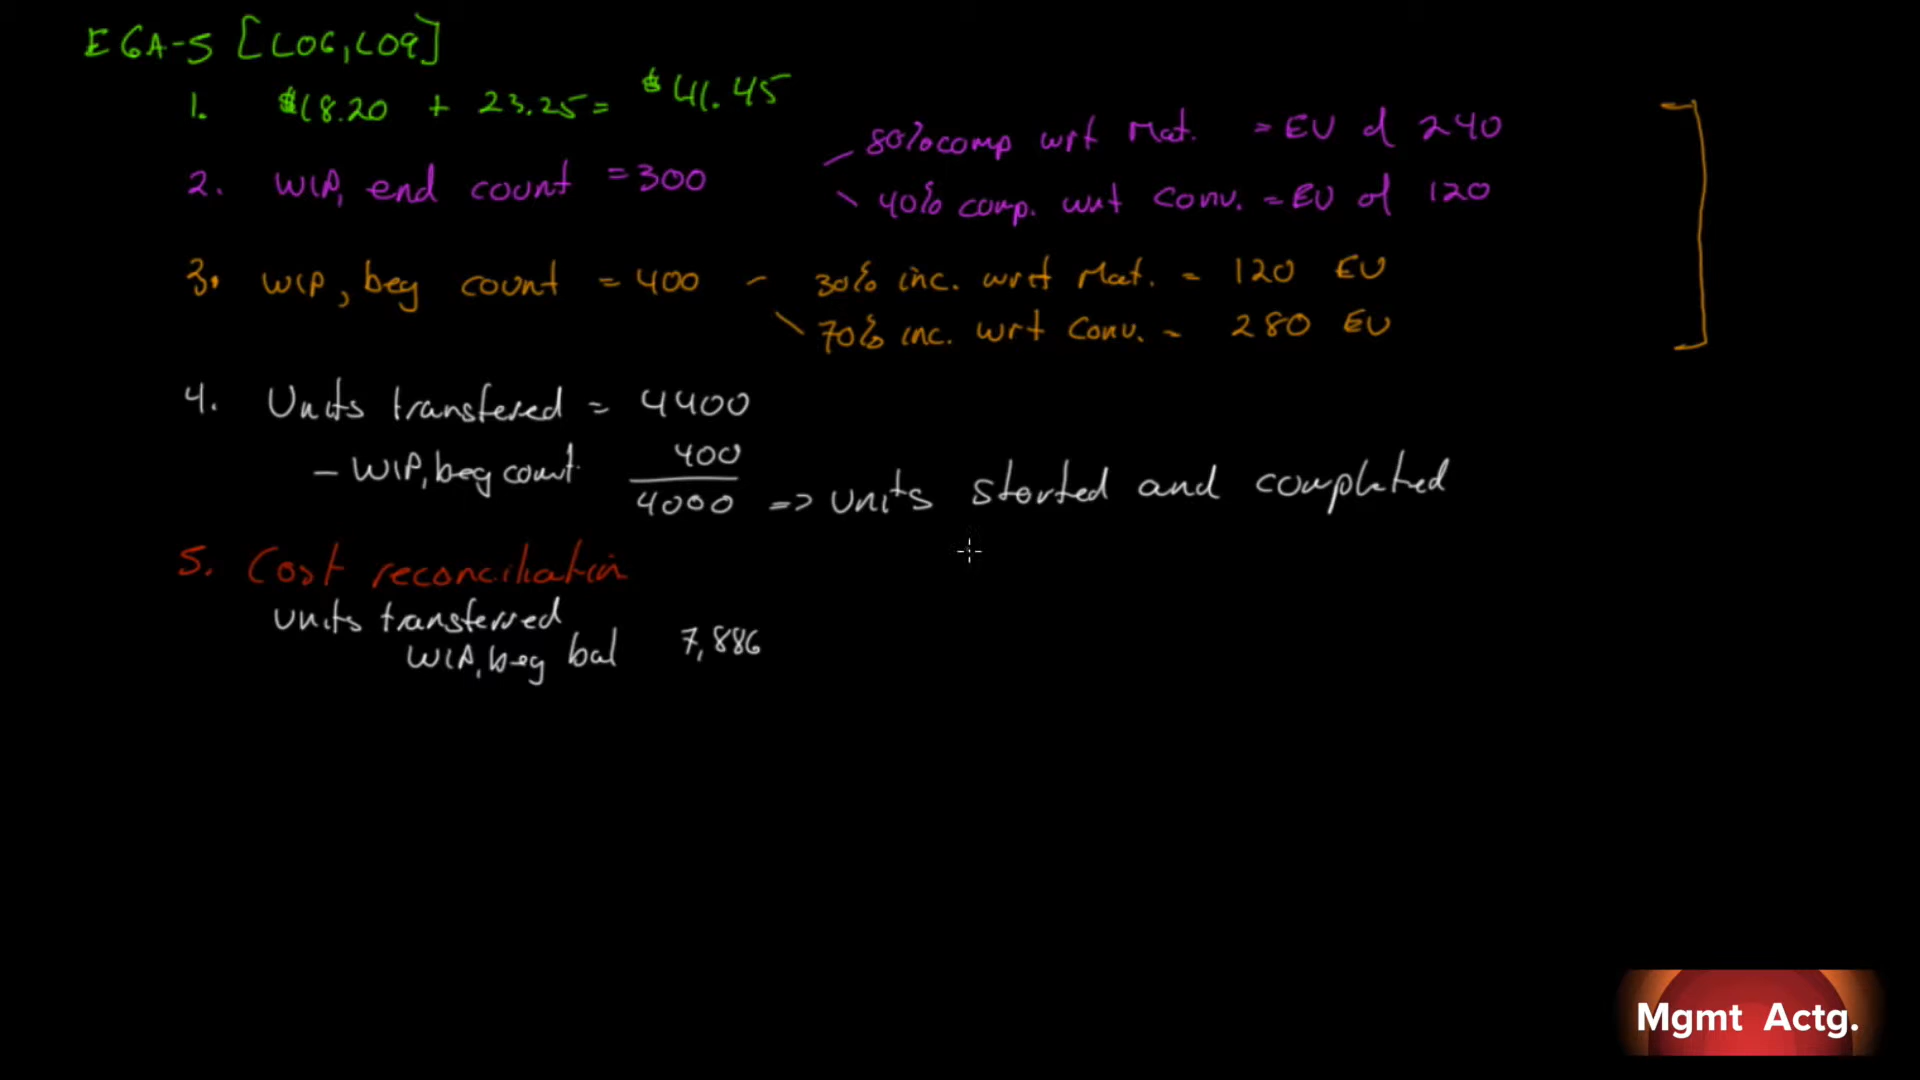 E6A-5 [LO6, LO9]
1. $18.20 + 23.25 = $41.45
2. WIP, end count = 300
80% comp wrt Mat. = EU of 240
40% comp. wrt Conv. = EU of 120
3. WIP, beg count = 400
30% inc. wrt Mat. = 120 EU
70% inc. wrt Conv. = 280 EU
4. Units transfered = 4400
- WIP, beg count 400
4000 => units started and completed
5. Cost reconciliation
units transferred
WIP, beg bal 7,886
Mgmt Actg.